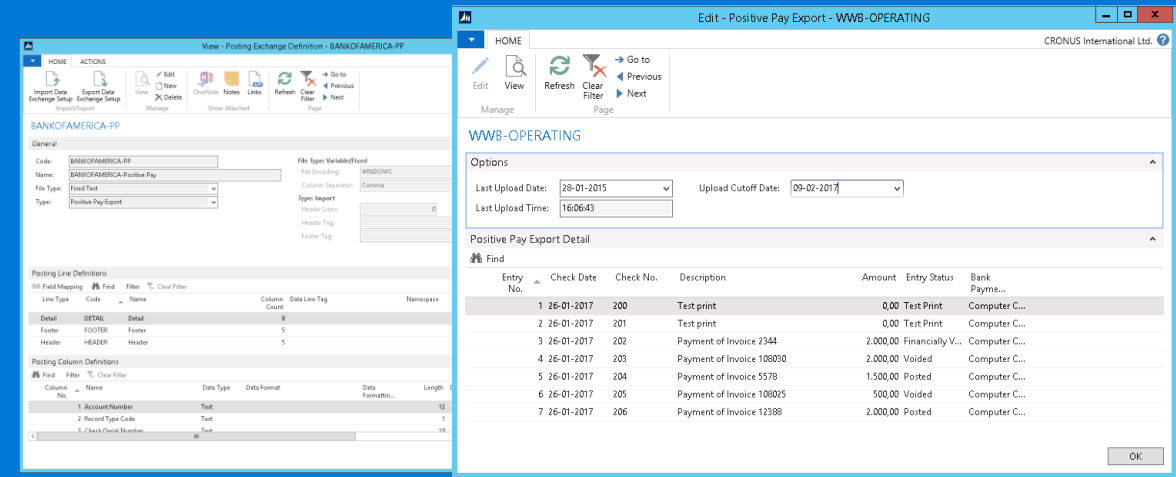 View - Posting Exchange Definition - BANKOFAMERICA-PP
HOME ACTIONS
Import Data Exchange Setup
Export Data Exchange Setup
View
Edit
New
Delete
OneNote
Notes
Links
Refresh
Clear Filter
Go to
Previous
Next
Import/Export Manage Show Attached Page
BANKOFAMERICA-PP
General
Code: BANKOFAMERICA-PP
Name: BANKOFAMERICA-Positive Pay
File Type: Fixed Text
Type: Positive Pay Export
File Type: Variable/Fixed
File Encoding: WINDOWS
Column Separator: Comma
Type: Import
Header Lines: 0
Header Tag:
Footer Tag:
Posting Line Definitions
Field Mapping Find Filter Clear Filter
Line Type Code Name Column Count Data Line Tag Namespace
Detail DETAIL Detail 8
Footer FOOTER Footer 5
Header HEADER Header 5
Posting Column Definitions
Find Filter Clear Filter
Column No. Name Data Type Data Format Data Formattin... Length
1 Account Number Text 12
2 Record Type Code Text 1
3 Check/Serial Number Text 10
Edit - Positive Pay Export - WWB-OPERATING
HOME
CRONUS International Ltd.
Edit
View
Refresh
Clear Filter
Go to
Previous
Next
Manage Page
WWB-OPERATING
Options
Last Upload Date: 28-01-2015 Upload Cutoff Date: 09-02-2017
Last Upload Time: 16:06:43
Positive Pay Export Detail
Find
Entry No. Check Date Check No. Description Amount Entry Status Bank Payme...
1 26-01-2017 200 Test print 0,00 Test Print Computer C...
2 26-01-2017 201 Test print 0,00 Test Print Computer C...
3 26-01-2017 202 Payment of Invoice 2344 2.000,00 Financially V... Computer C...
4 26-01-2017 203 Payment of Invoice 108030 2.000,00 Voided Computer C...
5 26-01-2017 204 Payment of Invoice 5578 1.500,00 Posted Computer C...
6 26-01-2017 205 Payment of Invoice 108025 500,00 Voided Computer C...
7 26-01-2017 206 Payment of Invoice 12388 2.000,00 Posted Computer C...
OK